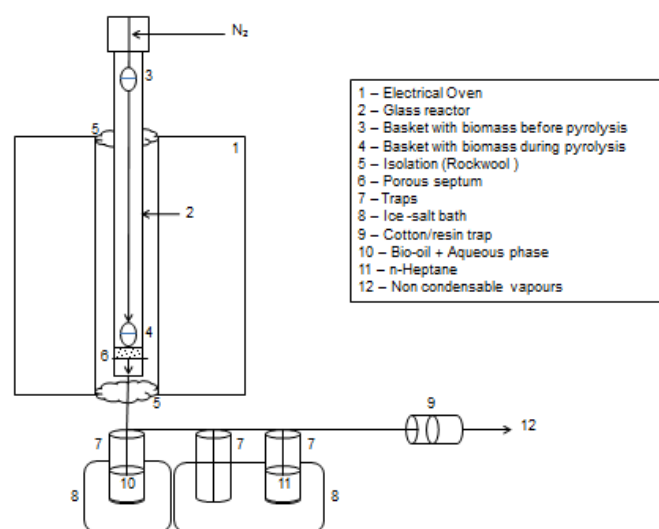 N₂
3
5
1
1 – Electrical Oven
2 – Glass reactor
3 – Basket with biomass before pyrolysis
4 – Basket with biomass during pyrolysis
5 – Isolation (Rockwool )
6 – Porous septum
7 – Traps
8 – Ice -salt bath
9 – Cotton/resin trap
10 – Bio-oil + Aqueous phase
11 – n-Heptane
12 – Non condensable vapours
2
4
6
5
9
12
7
7
7
8
10
11
8